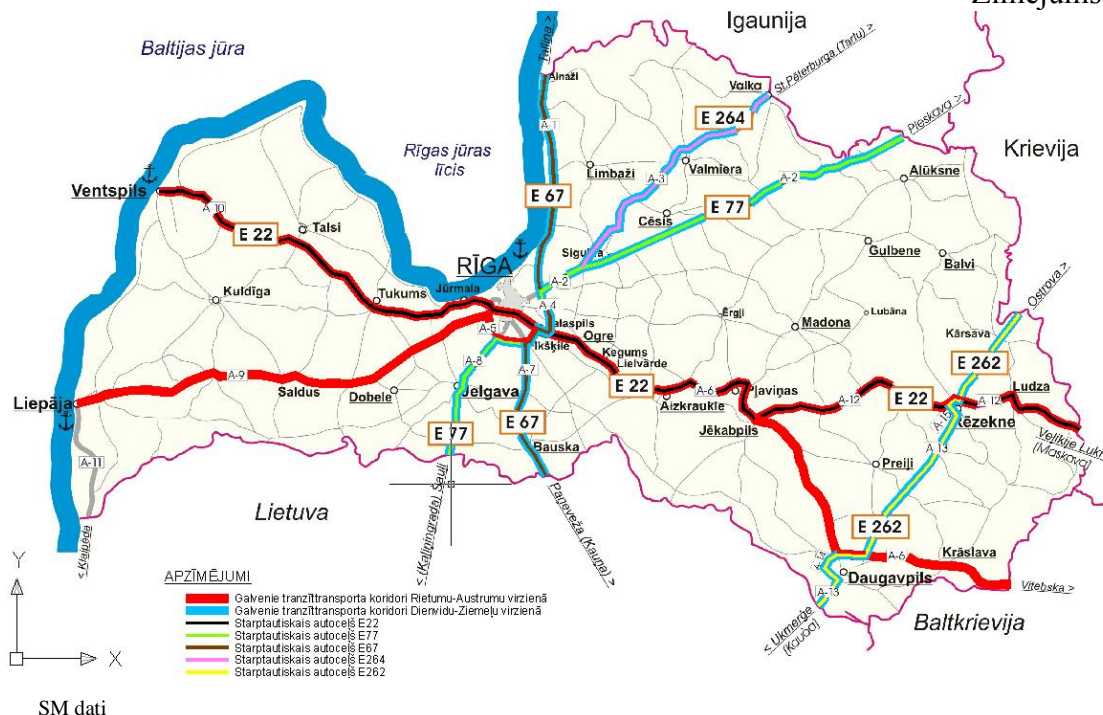 Zīmējums
Igaunija
Baltijas jūra
Tallina >
Ainaži
St.Pēterburga (Tartu) >
Valka
E 264
Pleskava >
A-1
Rīgas jūras
līcis
Krievija
Limbaži
A-3
Valmiera
A-2
Alūksne
Ventspils
E 67
E 77
Cēsis
A-10
Talsi
E 22
Gulbene
Balvi
Sigulda
RĪGA
Ostrova >
A-2
Kuldīga
Tukums
Jūrmala
A-4
Ērgļi
Lubāna
Madona
Kārsava
A-5
Salaspils
Ogre
Ikšķile
Ķegums
Lielvārde
A-8
A-7
E 262
A-9
Saldus
Dobele
Jelgava
E 22
A-6
Pļaviņas
Aizkraukle
A-12
E 22
A-12
Ludza
Liepāja
A-15
Rēzekne
E 77
E 67
Jēkabpils
Bauska
A-13
Veļikije Luki
(Maskava)
A-11
Preiļi
< Klaipēda
Lietuva
< (Kaļiņingrada) Šauļi
Paņeveža (Kauņa) >
E 262
Krāslava
A-14
A-6
Daugavpils
Vitebska >
A-13
< Ukmerģe
(Kauņa)
Baltkrievija
Y
X
APZĪMĒJUMI
Galvenie tranzīttransporta koridori Rietumu-Austrumu virzienā
Galvenie tranzīttransporta koridori Dienvidu-Ziemeļu virzienā
Starptautiskais autoceļš E22
Starptautiskais autoceļš E77
Starptautiskais autoceļš E67
Starptautiskais autoceļš E264
Starptautiskais autoceļš E262
SM dati